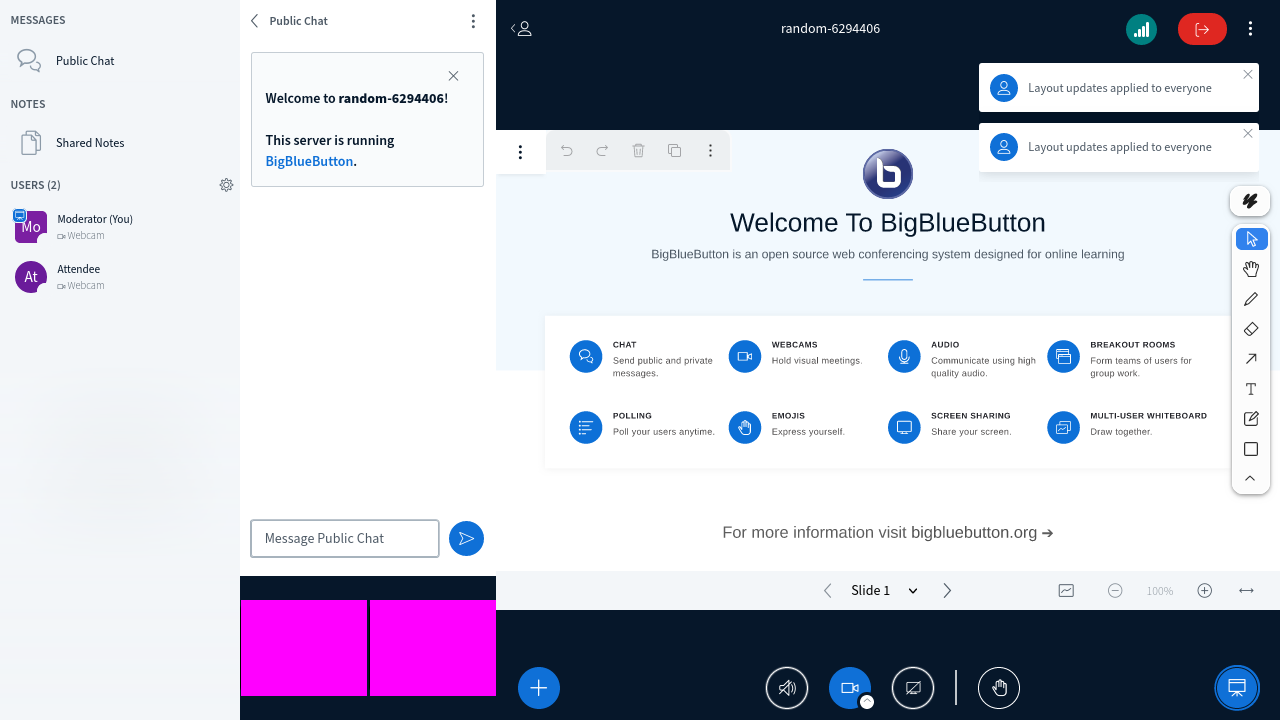 MESSAGES
Public Chat
NOTES
Shared Notes
USERS (2)
Mo
Moderator (You)
Webcam
At
Attendee
Webcam
Public Chat
Welcome to random-6294406!
This server is running
BigBlueButton.
Message Public Chat
random-6294406
Layout updates applied to everyone
Layout updates applied to everyone
b
Welcome To BigBlueButton
BigBlueButton is an open source web conferencing system designed for online learning
CHAT
Send public and private
messages.
WEBCAMS
Hold visual meetings.
AUDIO
Communicate using high
quality audio.
BREAKOUT ROOMS
Form teams of users for
group work.
POLLING
Poll your users anytime.
EMOJIS
Express yourself.
SCREEN SHARING
Share your screen.
MULTI-USER WHITEBOARD
Draw together.
For more information visit bigbluebutton.org ➔
Slide 1
100%